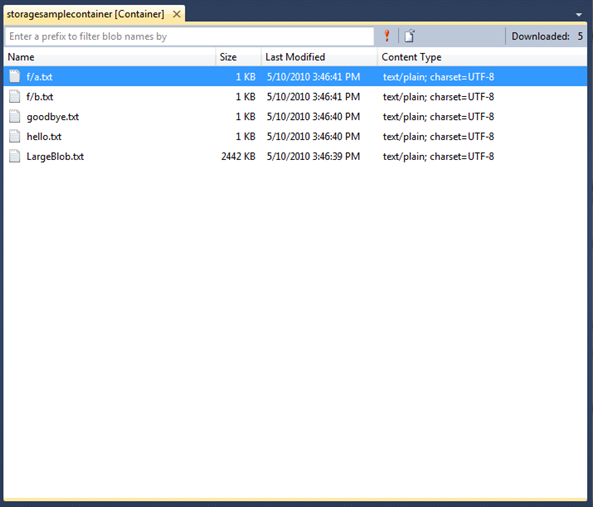 storagesamplecontainer [Container]
Enter a prefix to filter blob names by Downloaded: 5
Name Size Last Modified Content Type
f/a.txt 1 KB 5/10/2010 3:46:41 PM text/plain; charset=UTF-8
f/b.txt 1 KB 5/10/2010 3:46:41 PM text/plain; charset=UTF-8
goodbye.txt 1 KB 5/10/2010 3:46:40 PM text/plain; charset=UTF-8
hello.txt 1 KB 5/10/2010 3:46:40 PM text/plain; charset=UTF-8
LargeBlob.txt 2442 KB 5/10/2010 3:46:39 PM text/plain; charset=UTF-8